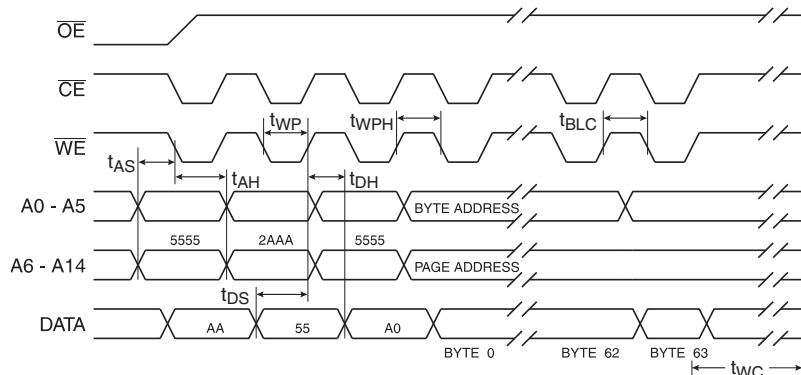 OE
CE
tWP tWPH tBLC
WE
tAS
tAH tDH
A0 - A5 BYTE ADDRESS
5555 2AAA 5555
A6 - A14 PAGE ADDRESS
tDS
DATA AA 55 A0
BYTE 0 BYTE 62 BYTE 63
tWC